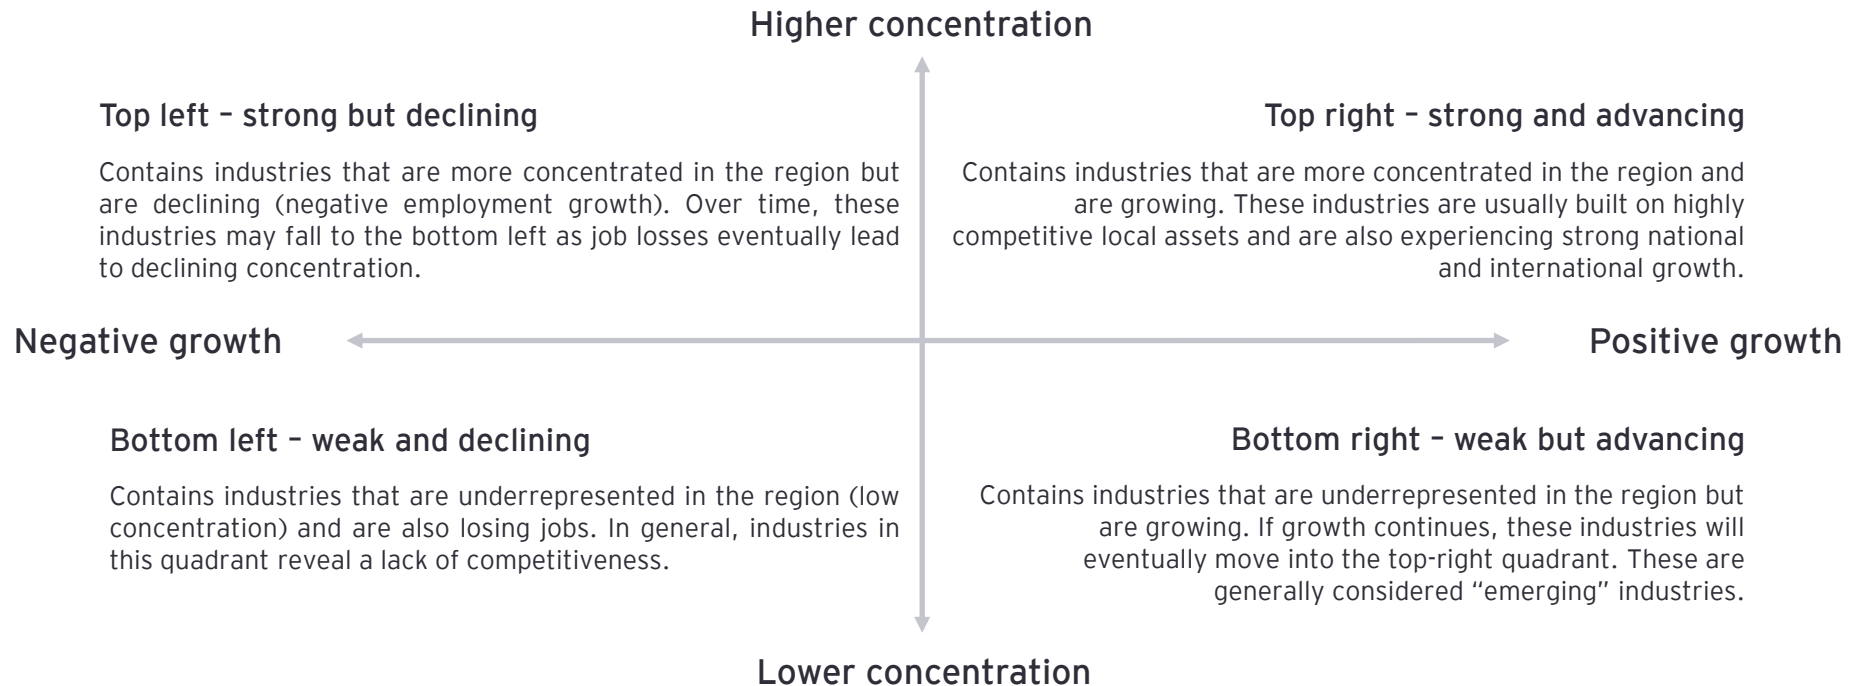 Higher concentration
Top left – strong but declining
Contains industries that are more concentrated in the region but
are declining (negative employment growth). Over time, these
industries may fall to the bottom left as job losses eventually lead
to declining concentration.
Top right – strong and advancing
Contains industries that are more concentrated in the region and
are growing. These industries are usually built on highly
competitive local assets and are also experiencing strong national
and international growth.
Negative growth
Positive growth
Bottom left – weak and declining
Contains industries that are underrepresented in the region (low
concentration) and are also losing jobs. In general, industries in
this quadrant reveal a lack of competitiveness.
Bottom right – weak but advancing
Contains industries that are underrepresented in the region but
are growing. If growth continues, these industries will
eventually move into the top-right quadrant. These are
generally considered “emerging” industries.
Lower concentration